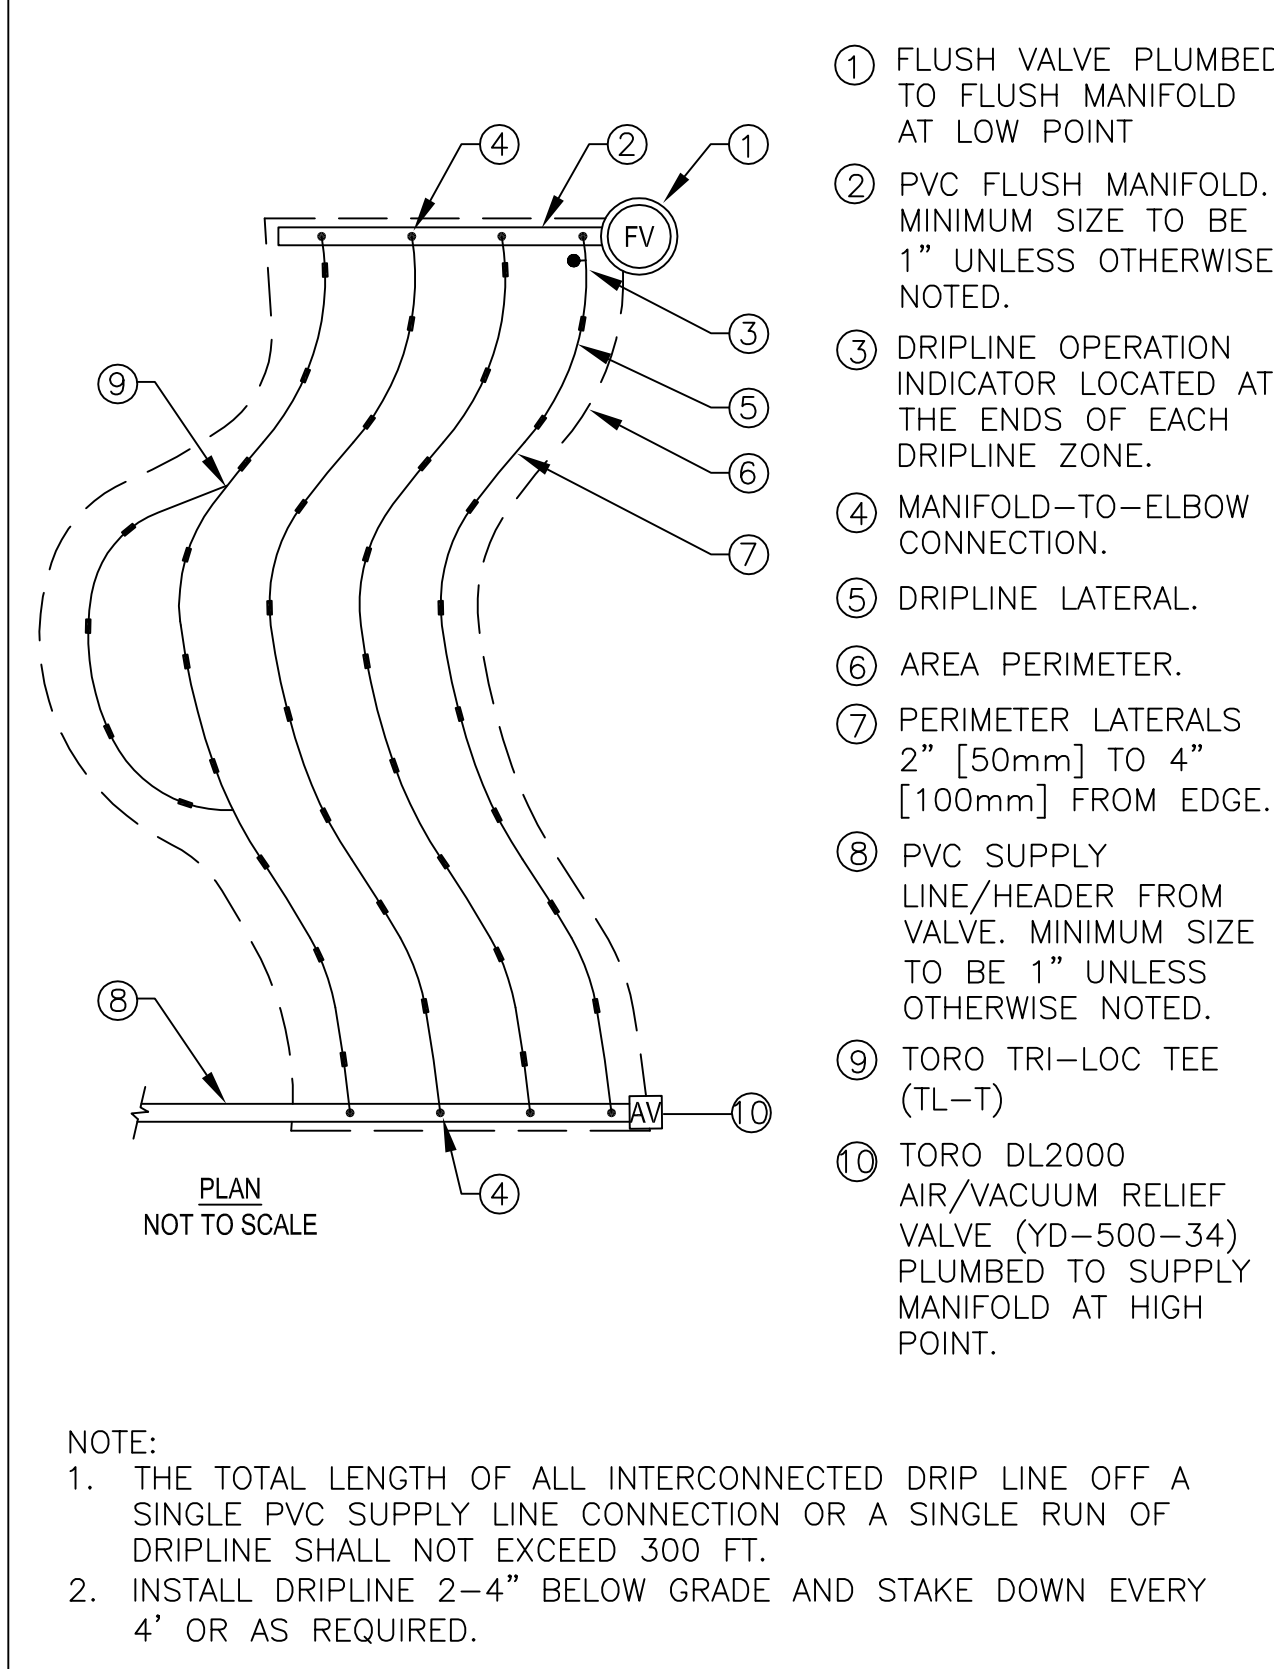 4
2
1
FV
3
9
5
6
7
8
AV
10
4
PLAN
NOT TO SCALE
1 FLUSH VALVE PLUMBED
TO FLUSH MANIFOLD
AT LOW POINT
2 PVC FLUSH MANIFOLD.
MINIMUM SIZE TO BE
1" UNLESS OTHERWISE
NOTED.
3 DRIPLINE OPERATION
INDICATOR LOCATED AT
THE ENDS OF EACH
DRIPLINE ZONE.
4 MANIFOLD-TO-ELBOW
CONNECTION.
5 DRIPLINE LATERAL.
6 AREA PERIMETER.
7 PERIMETER LATERALS
2" [50mm] TO 4"
[100mm] FROM EDGE.
8 PVC SUPPLY
LINE/HEADER FROM
VALVE. MINIMUM SIZE
TO BE 1" UNLESS
OTHERWISE NOTED.
9 TORO TRI-LOC TEE
(TL-T)
10 TORO DL2000
AIR/VACUUM RELIEF
VALVE (YD-500-34)
PLUMBED TO SUPPLY
MANIFOLD AT HIGH
POINT.
NOTE:
1. THE TOTAL LENGTH OF ALL INTERCONNECTED DRIP LINE OFF A
SINGLE PVC SUPPLY LINE CONNECTION OR A SINGLE RUN OF
DRIPLINE SHALL NOT EXCEED 300 FT.
2. INSTALL DRIPLINE 2-4" BELOW GRADE AND STAKE DOWN EVERY
4' OR AS REQUIRED.